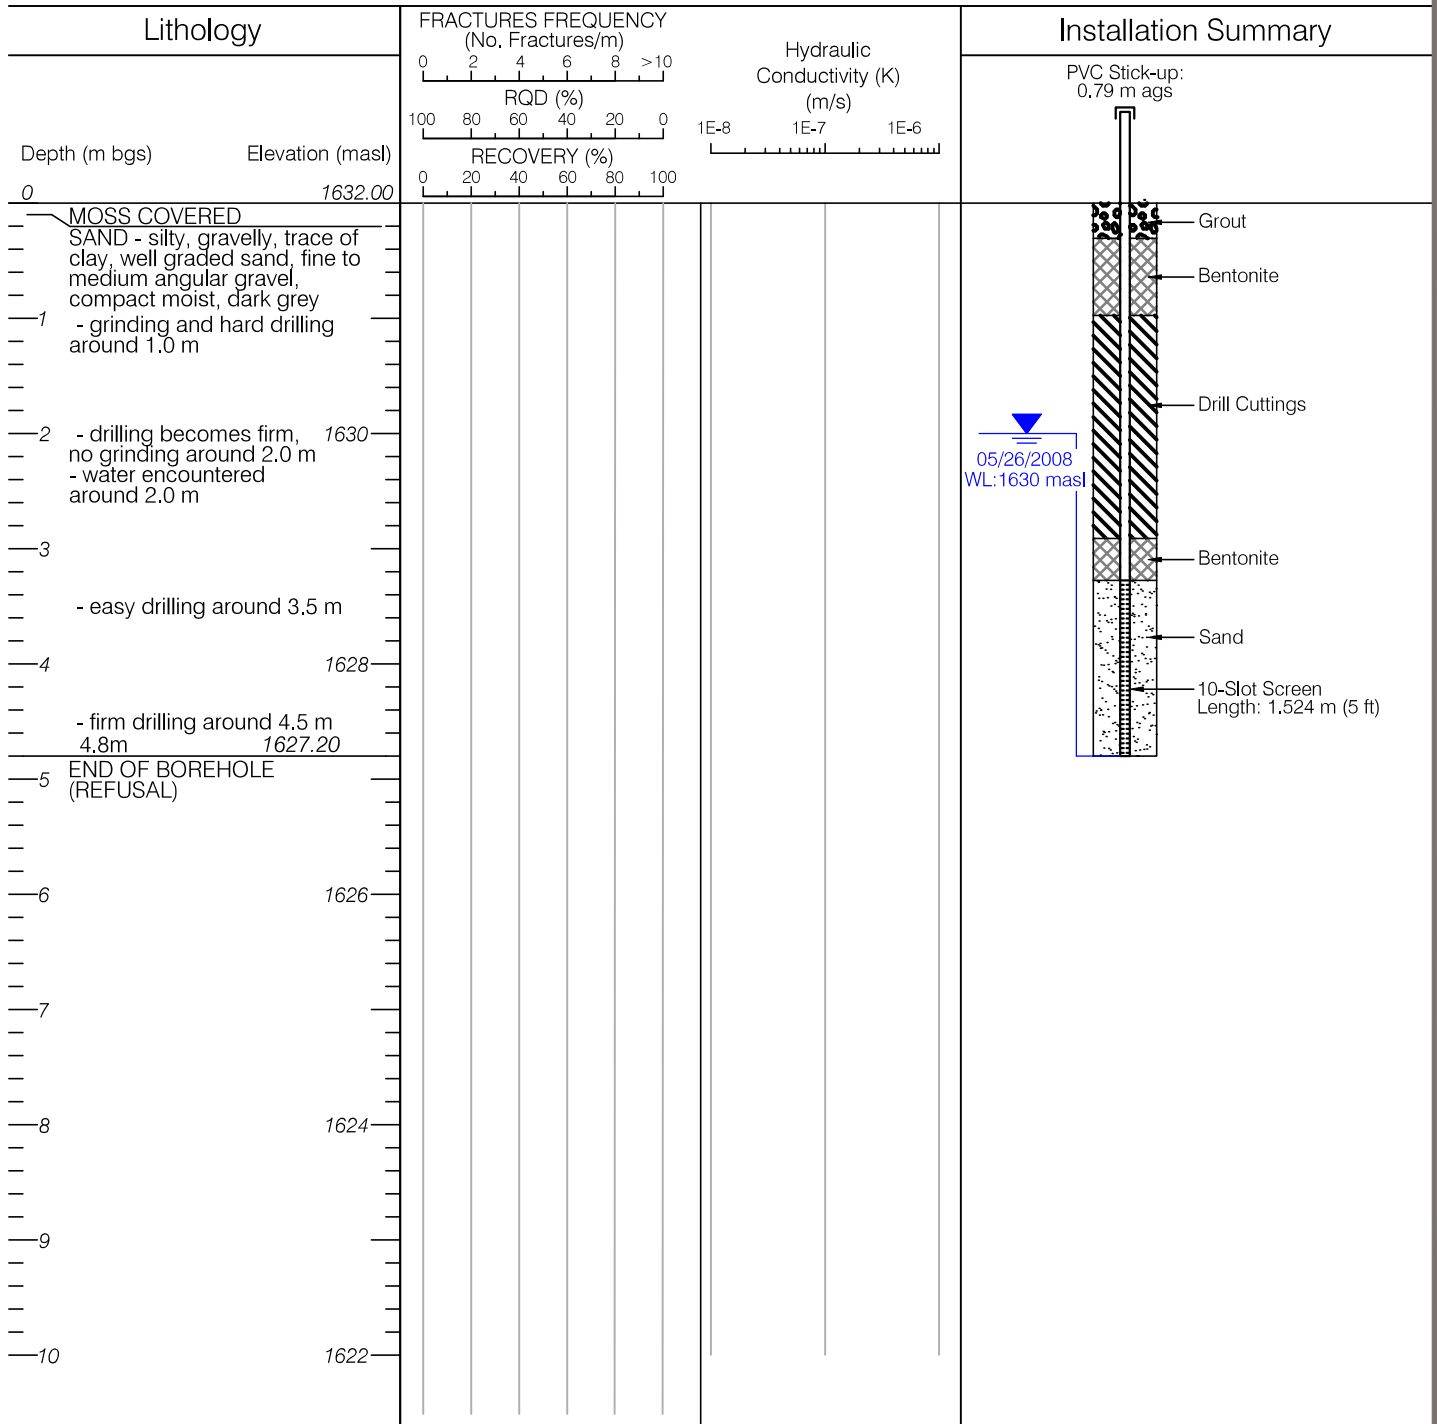 Lithology
FRACTURES FREQUENCY
(No. Fractures/m)
0 2 4 6 8 >10
RQD (%)
100 80 60 40 20 0
RECOVERY (%)
0 20 40 60 80 100
Hydraulic
Conductivity (K)
(m/s)
1E-8 1E-7 1E-6
Installation Summary
PVC Stick-up:
0.79 m ags
Depth (m bgs) Elevation (masl)
0 1632.00
MOSS COVERED
SAND - silty, gravelly, trace of
clay, well graded sand, fine to
medium angular gravel,
compact moist, dark grey
1 - grinding and hard drilling
around 1.0 m
2 - drilling becomes firm, 1630
no grinding around 2.0 m
- water encountered
around 2.0 m
3
- easy drilling around 3.5 m
4 1628
- firm drilling around 4.5 m
4.8m 1627.20
END OF BOREHOLE
5
(REFUSAL)
6 1626
7
8 1624
9
10 1622
Grout
Bentonite
Drill Cuttings
05/26/2008
WL:1630 masl
Bentonite
Sand
10-Slot Screen
Length: 1.524 m (5 ft)